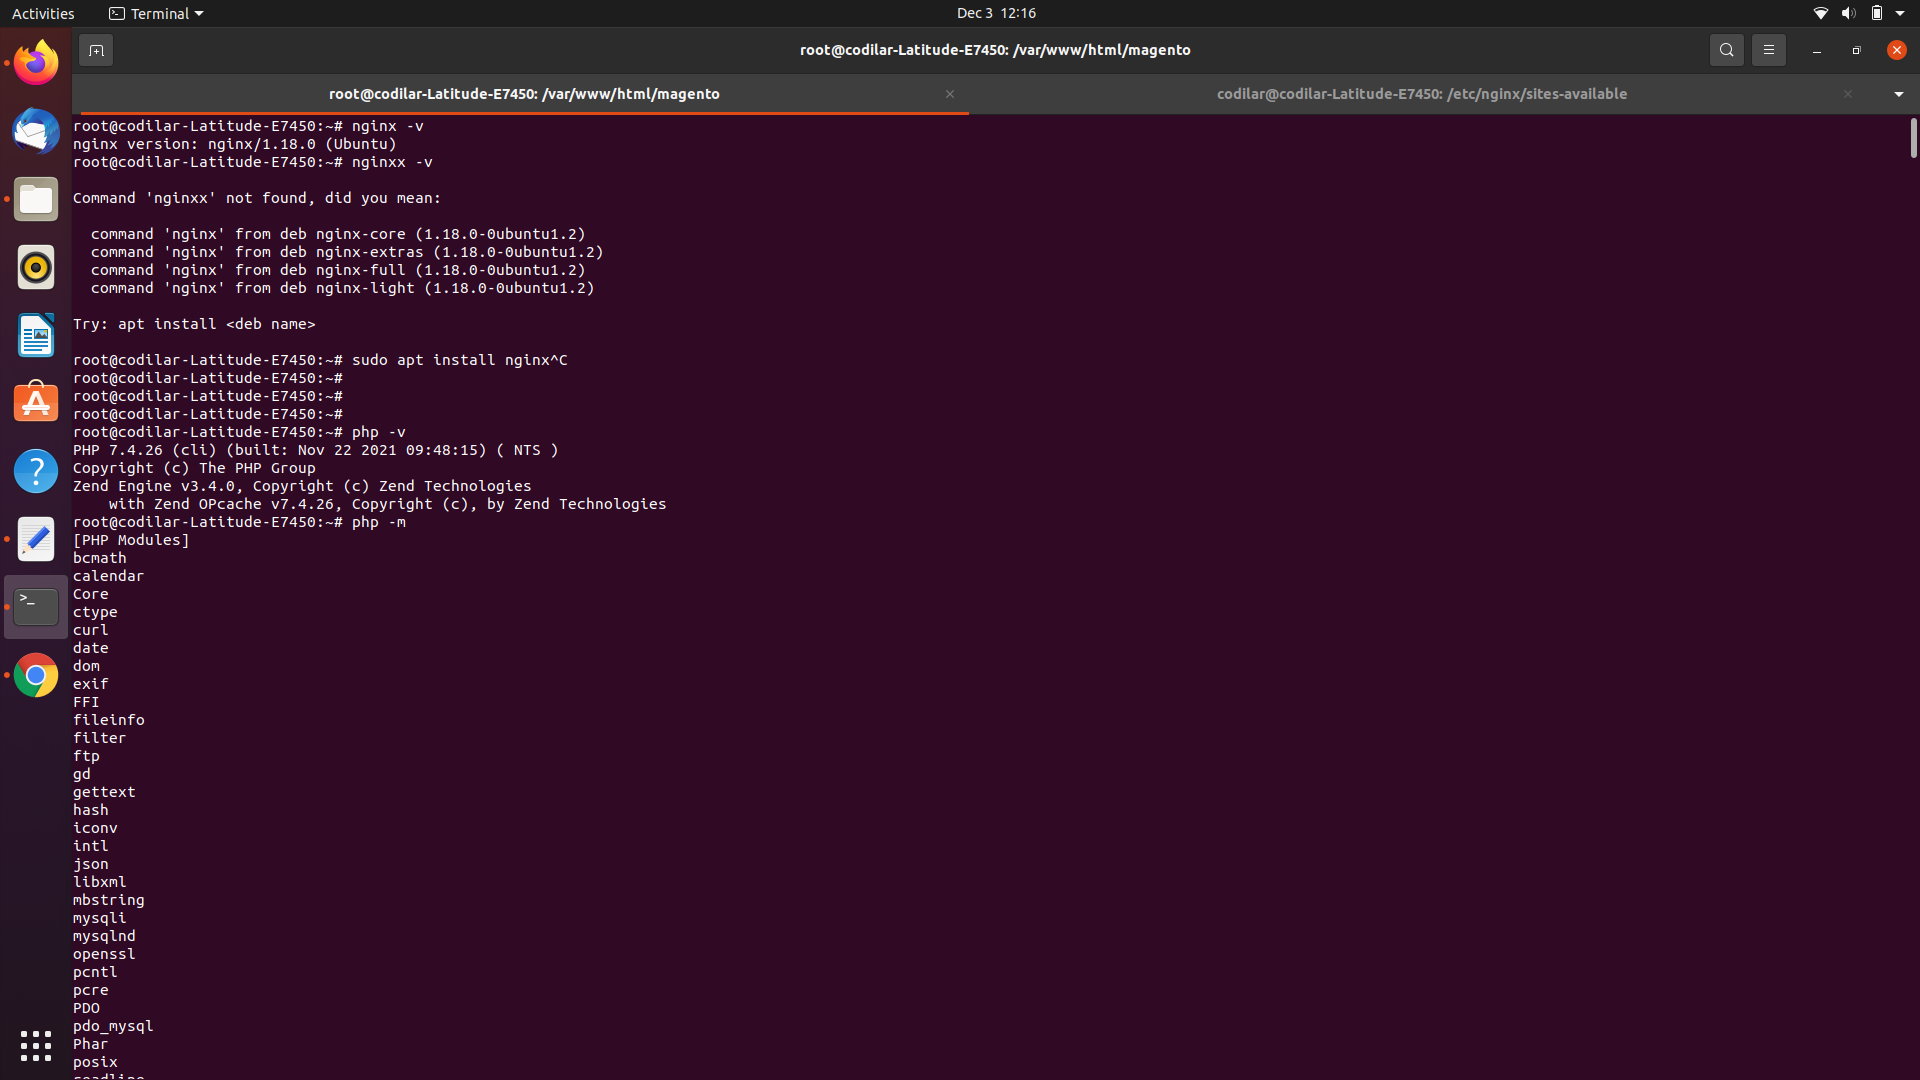 Activities
Terminal
Dec 3 12:16
root@codilar-Latitude-E7450: /var/www/html/magento
root@codilar-Latitude-E7450: /var/www/html/magento
codilar@codilar-Latitude-E7450: /etc/nginx/sites-available
root@codilar-Latitude-E7450:~# nginx -v
nginx version: nginx/1.18.0 (Ubuntu)
root@codilar-Latitude-E7450:~# nginxx -v
Command 'nginxx' not found, did you mean:
command 'nginx' from deb nginx-core (1.18.0-0ubuntu1.2)
command 'nginx' from deb nginx-extras (1.18.0-0ubuntu1.2)
command 'nginx' from deb nginx-full (1.18.0-0ubuntu1.2)
command 'nginx' from deb nginx-light (1.18.0-0ubuntu1.2)
Try: apt install <deb name>
root@codilar-Latitude-E7450:~# sudo apt install nginx^C
root@codilar-Latitude-E7450:~#
root@codilar-Latitude-E7450:~#
root@codilar-Latitude-E7450:~#
root@codilar-Latitude-E7450:~# php -v
PHP 7.4.26 (cli) (built: Nov 22 2021 09:48:15) ( NTS )
Copyright (c) The PHP Group
Zend Engine v3.4.0, Copyright (c) Zend Technologies
with Zend OPcache v7.4.26, Copyright (c), by Zend Technologies
root@codilar-Latitude-E7450:~# php -m
[PHP Modules]
bcmath
calendar
Core
ctype
curl
date
dom
exif
FFI
fileinfo
filter
ftp
gd
gettext
hash
iconv
intl
json
libxml
mbstring
mysqli
mysqlnd
openssl
pcntl
pcre
PDO
pdo_mysql
Phar
posix
readline